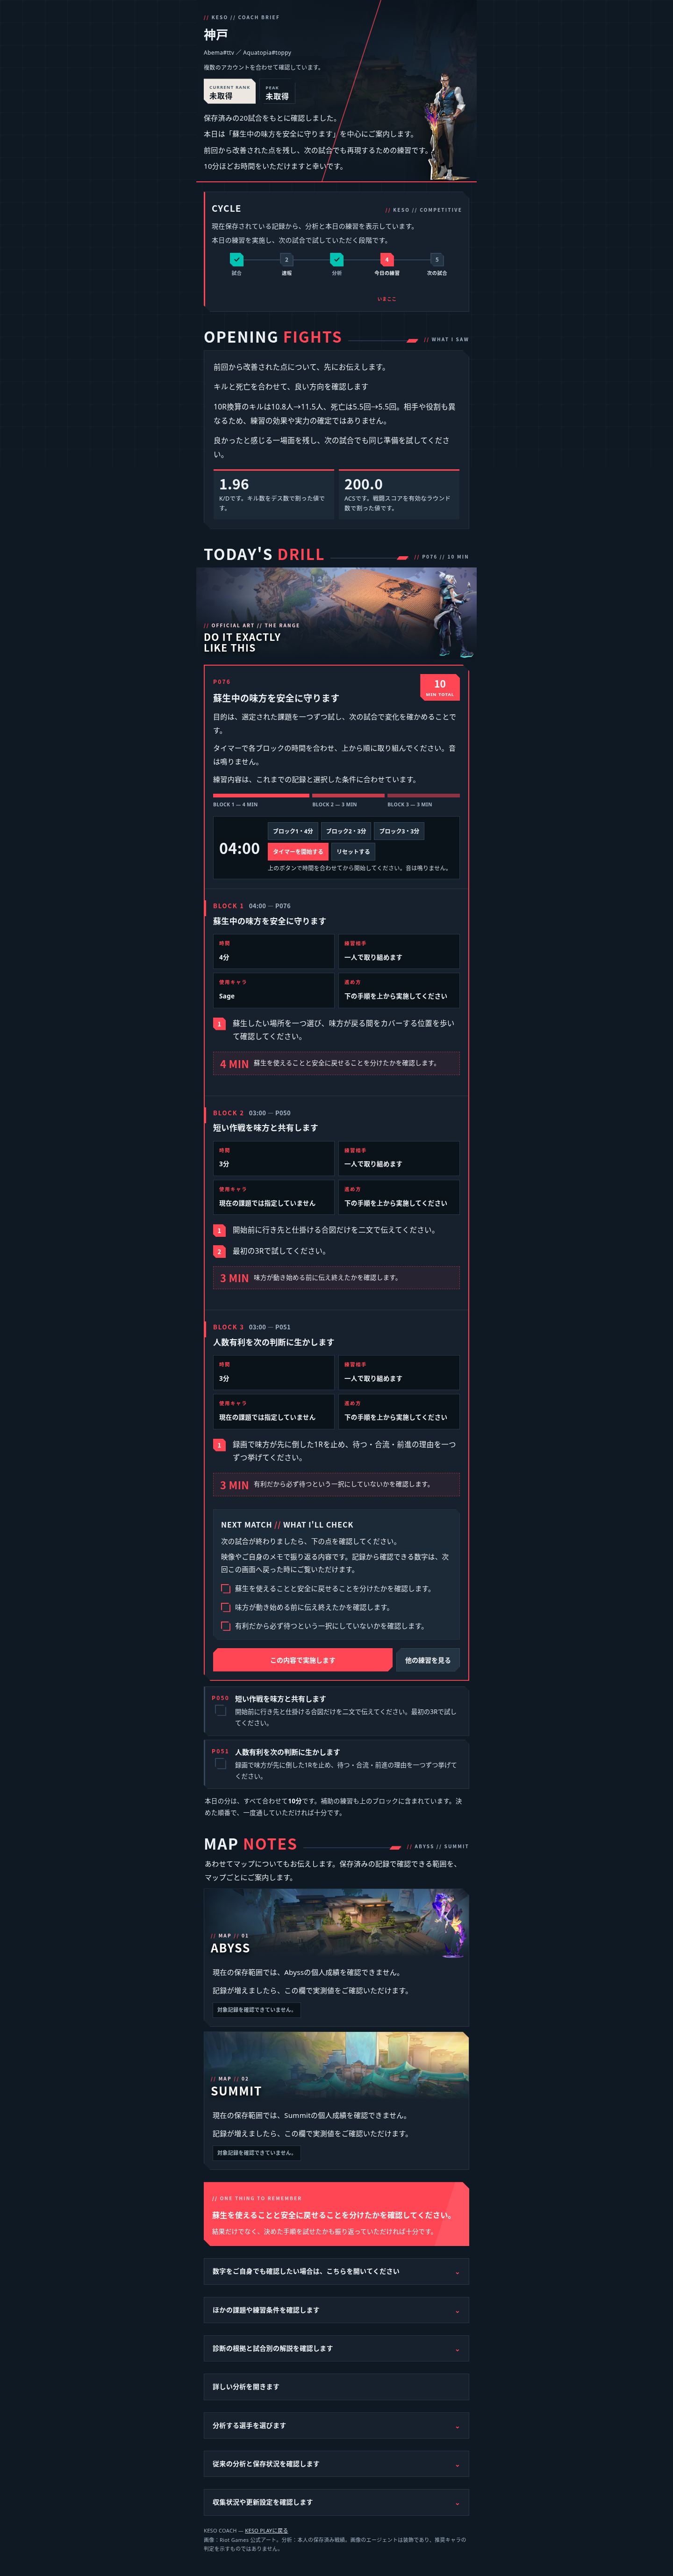 // KESO // COACH BRIEF
神戸
Abema#ttv ／ Aquatopia#toppy
複数のアカウントを合わせて確認しています。
CURRENT RANK
未取得
PEAK
未取得
保存済みの20試合をもとに確認しました。
本日は「蘇生中の味方を安全に守ります」を中心にご案内します。
前回から改善された点を残し、次の試合でも再現するための練習です。
10分ほどお時間をいただけますと幸いです。
CYCLE
// KESO // COMPETITIVE
現在保存されている記録から、分析と本日の練習を表示しています。
本日の練習を実施し、次の試合で試していただく段階です。
試合
2
速報
分析
4
今日の練習
いまここ
5
次の試合
OPENING FIGHTS
// WHAT I SAW
前回から改善された点について、先にお伝えします。
キルと死亡を合わせて、良い方向を確認します
10R換算のキルは10.8人→11.5人、死亡は5.5回→5.5回。相手や役割も異
なるため、練習の効果や実力の確定ではありません。
良かったと感じる一場面を残し、次の試合でも同じ準備を試してくださ
い。
1.96
K/Dです。キル数をデス数で割った値で
す。
200.0
ACSです。戦闘スコアを有効なラウンド
数で割った値です。
TODAY'S DRILL
// P076 // 10 MIN
// OFFICIAL ART // THE RANGE
DO IT EXACTLY
LIKE THIS
P076
蘇生中の味方を安全に守ります
10
MIN TOTAL
目的は、選定された課題を一つずつ試し、次の試合で変化を確かめることで
す。
タイマーで各ブロックの時間を合わせ、上から順に取り組んでください。音
は鳴りません。
練習内容は、これまでの記録と選択した条件に合わせています。
BLOCK 1 — 4 MIN
BLOCK 2 — 3 MIN
BLOCK 3 — 3 MIN
04:00
ブロック1・4分
ブロック2・3分
ブロック3・3分
タイマーを開始する
リセットする
上のボタンで時間を合わせてから開始してください。音は鳴りません。
BLOCK 1 04:00 — P076
蘇生中の味方を安全に守ります
時間
4分
練習相手
一人で取り組めます
使用キャラ
Sage
進め方
下の手順を上から実施してください
1 蘇生したい場所を一つ選び、味方が戻る間をカバーする位置を歩い
て確認してください。
4 MIN 蘇生を使えることと安全に戻せることを分けたかを確認します。
BLOCK 2 03:00 — P050
短い作戦を味方と共有します
時間
3分
練習相手
一人で取り組めます
使用キャラ
現在の課題では指定していません
進め方
下の手順を上から実施してください
1 開始前に行き先と仕掛ける合図だけを二文で伝えてください。
2 最初の3Rで試してください。
3 MIN 味方が動き始める前に伝え終えたかを確認します。
BLOCK 3 03:00 — P051
人数有利を次の判断に生かします
時間
3分
練習相手
一人で取り組めます
使用キャラ
現在の課題では指定していません
進め方
下の手順を上から実施してください
1 録画で味方が先に倒した1Rを止め、待つ・合流・前進の理由を一つ
ずつ挙げてください。
3 MIN 有利だから必ず待つという一択にしていないかを確認します。
NEXT MATCH // WHAT I'LL CHECK
次の試合が終わりましたら、下の点を確認してください。
映像やご自身のメモで振り返る内容です。記録から確認できる数字は、次
回この画面へ戻った時にご覧いただけます。
蘇生を使えることと安全に戻せることを分けたかを確認します。
味方が動き始める前に伝え終えたかを確認します。
有利だから必ず待つという一択にしていないかを確認します。
この内容で実施します
他の練習を見る
P050
短い作戦を味方と共有します
開始前に行き先と仕掛ける合図だけを二文で伝えてください。最初の3Rで試し
てください。
P051
人数有利を次の判断に生かします
録画で味方が先に倒した1Rを止め、待つ・合流・前進の理由を一つずつ挙げて
ください。
本日の分は、すべて合わせて10分です。補助の練習も上のブロックに含まれています。決
めた順番で、一度通していただければ十分です。
MAP NOTES
// ABYSS // SUMMIT
あわせてマップについてもお伝えします。保存済みの記録で確認できる範囲を、
マップごとにご案内します。
// MAP // 01
ABYSS
現在の保存範囲では、Abyssの個人成績を確認できません。
記録が増えましたら、この欄で実測値をご確認いただけます。
対象記録を確認できていません。
// MAP // 02
SUMMIT
現在の保存範囲では、Summitの個人成績を確認できません。
記録が増えましたら、この欄で実測値をご確認いただけます。
対象記録を確認できていません。
// ONE THING TO REMEMBER
蘇生を使えることと安全に戻せることを分けたかを確認してください。
結果だけでなく、決めた手順を試せたかも振り返っていただければ十分です。
数字をご自身でも確認したい場合は、こちらを開いてください
ほかの課題や練習条件を確認します
診断の根拠と試合別の解説を確認します
詳しい分析を開きます
分析する選手を選びます
従来の分析と保存状況を確認します
収集状況や更新設定を確認します
KESO COACH — KESO PLAYに戻る
画像：Riot Games 公式アート。分析：本人の保存済み戦績。画像のエージェントは装飾であり、推奨キャラの
判定を示すものではありません。